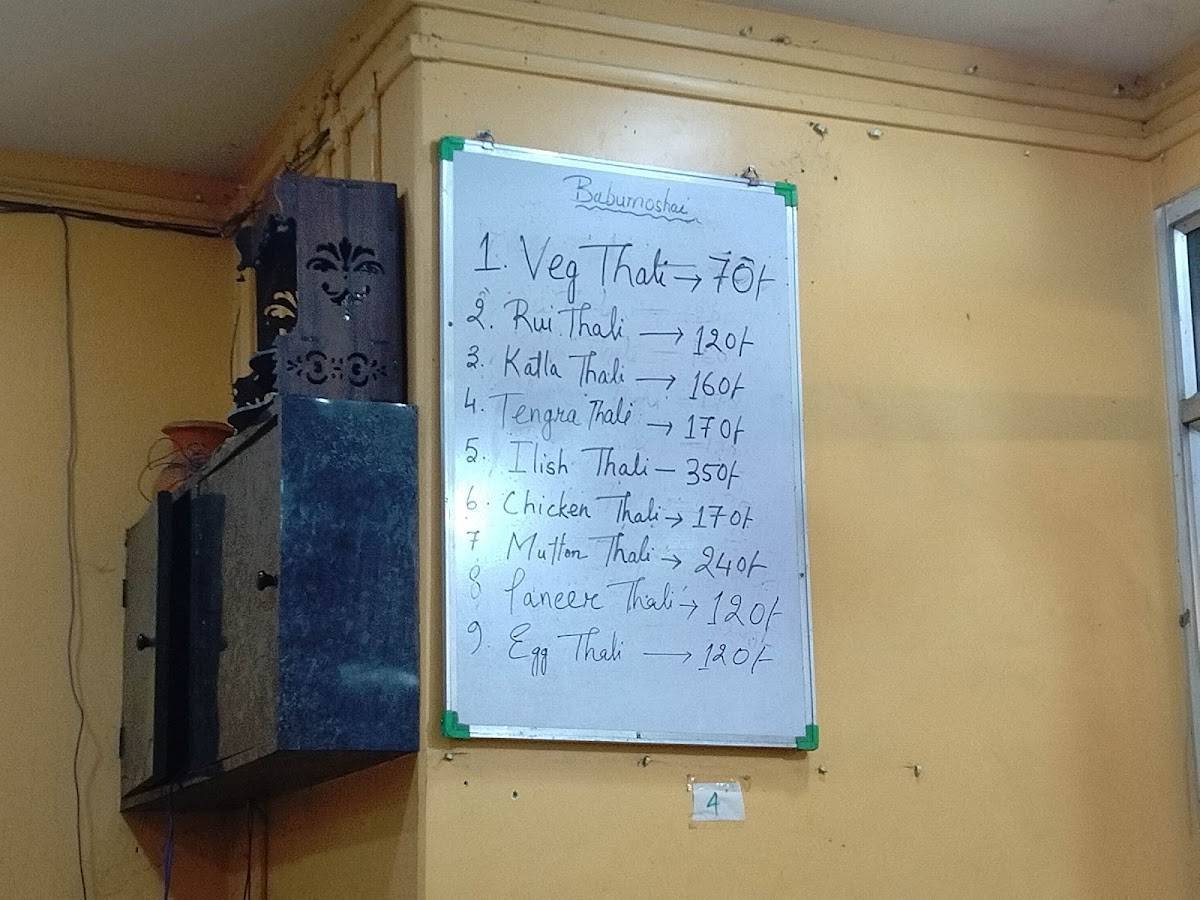 Baburnoshai
1. Veg Thali → 70/-
2. Rui Thali → 120/-
3. Katla Thali → 160/-
4. Tengra Thali → 170/-
5. Ilish Thali – 350/-
6. Chicken Thali → 170/-
7 Mutton Thali → 240/-
8 Paneer Thali → 120/-
9. Egg Thali → 120/-
4